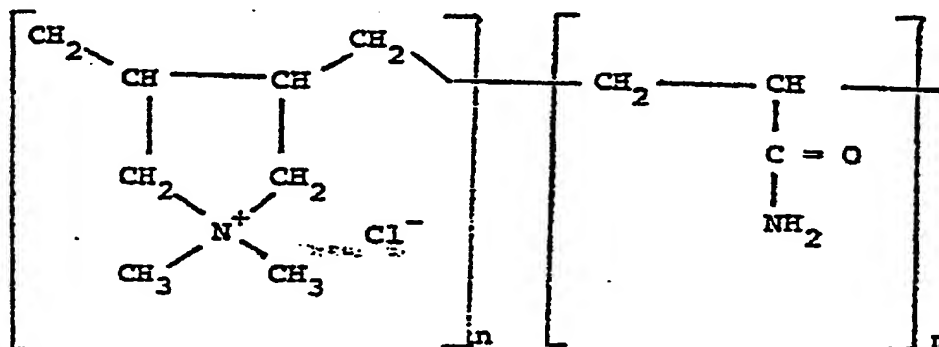 CH₂ CH₂
CH CH CH₂ CH
CH₂ CH₂ C = O
N⁺ Cl⁻ NH₂
CH₃ CH₃
n